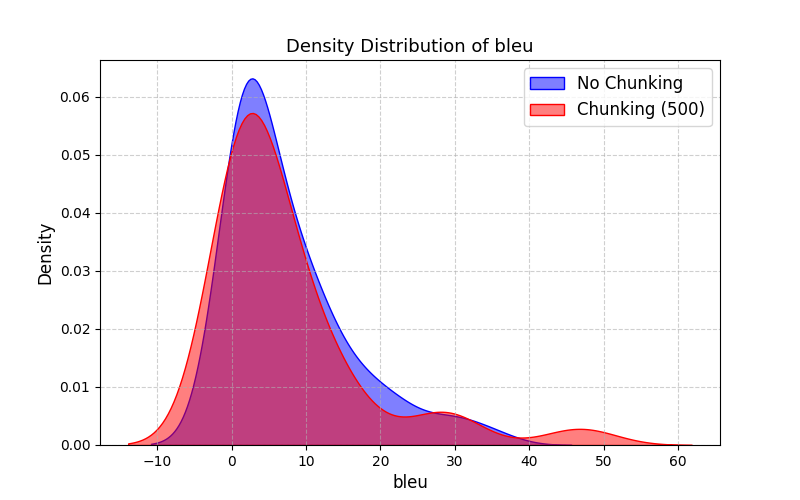 Density Distribution of bleu
No Chunking
Chunking (500)
Density
0.06
0.05
0.04
0.03
0.02
0.01
0.00
−10 0 10 20 30 40 50 60
bleu